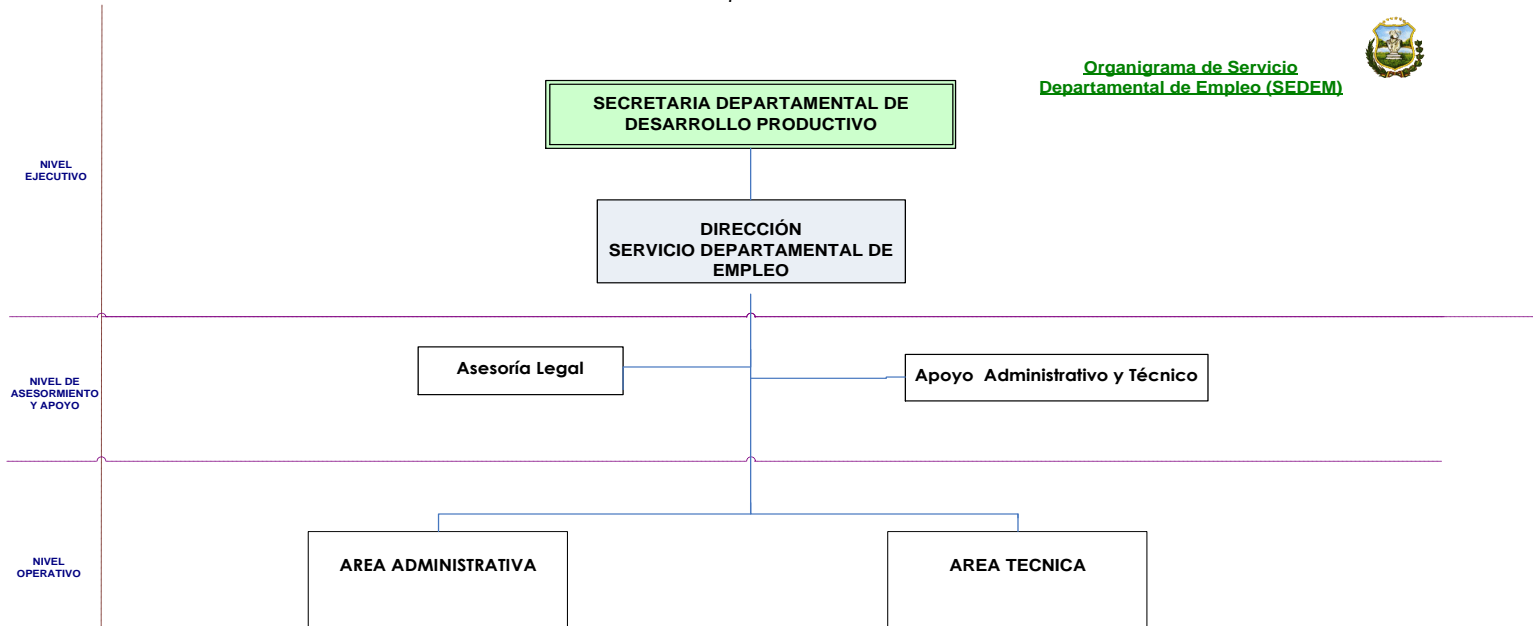 Organigrama de Servicio
Departamental de Empleo (SEDEM)
SECRETARIA DEPARTAMENTAL DE
DESARROLLO PRODUCTIVO
NIVEL
EJECUTIVO
DIRECCIÓN
SERVICIO DEPARTAMENTAL DE
EMPLEO
Asesoría Legal
Apoyo Administrativo y Técnico
NIVEL DE
ASESORMIENTO
Y APOYO
NIVEL
OPERATIVO
AREA ADMINISTRATIVA
AREA TECNICA